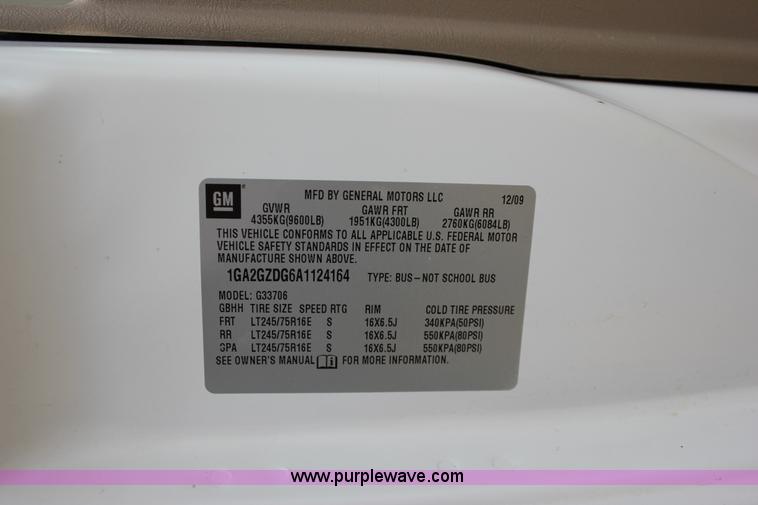 GM
MFD BY GENERAL MOTORS LLC 12/09
GVWR GAWR FRT GAWR RR
4355KG(9600LB) 1951KG(4300LB) 2760KG(6084LB)
THIS VEHICLE CONFORMS TO ALL APPLICABLE U.S. FEDERAL MOTOR
VEHICLE SAFETY STANDARDS IN EFFECT ON THE DATE OF
MANUFACTURE SHOWN ABOVE.
1GA2GZDG6A1124164 TYPE: BUS–NOT SCHOOL BUS
MODEL: G33706
GBHH TIRE SIZE SPEED RTG RIM COLD TIRE PRESSURE
FRT LT245/75R16E S 16X6.5J 340KPA(50PSI)
RR LT245/75R16E S 16X6.5J 550KPA(80PSI)
SPA LT245/75R16E S 16X6.5J 550KPA(80PSI)
SEE OWNER'S MANUAL FOR MORE INFORMATION.
www.purplewave.com